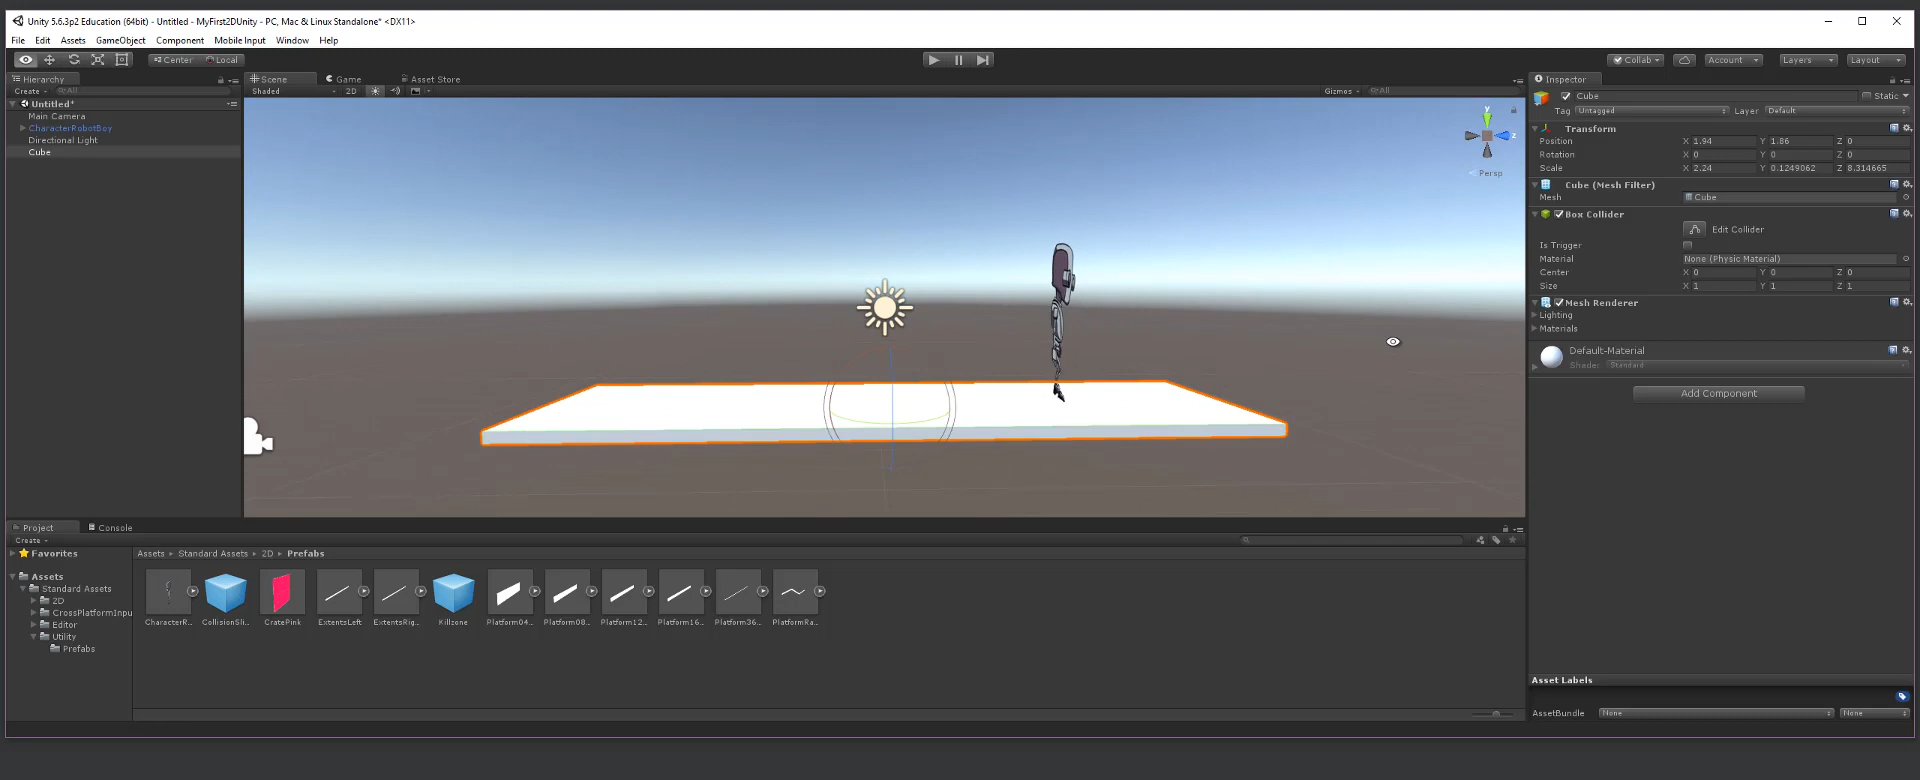 Unity 5.6.3p2 Education (64bit) - Untitled - MyFirst2DUnity - PC, Mac & Linux Standalone* <DX11>
File Edit Assets GameObject Component Mobile Input Window Help
Center Local Collab Account Layers Layout
Hierarchy
Create All
Untitled*
Main Camera
CharacterRobotBoy
Directional Light
Cube
Scene Game Asset Store
Shaded 2D Gizmos All
y
z
< Persp
Inspector
Cube Static
Tag Untagged Layer Default
Transform
Position X 1.94 Y 1.86 Z 0
Rotation X 0 Y 0 Z 0
Scale X 2.24 Y 0.1249062 Z 8.314665
Cube (Mesh Filter)
Mesh Cube
Box Collider
Edit Collider
Is Trigger
Material None (Physic Material)
Center X 0 Y 0 Z 0
Size X 1 Y 1 Z 1
Mesh Renderer
Lighting
Materials
Default-Material
Shader Standard
Add Component
Asset Labels
AssetBundle None None
Project Console
Create
Favorites
Assets
Standard Assets
2D
CrossPlatformInpu
Editor
Utility
Prefabs
Assets Standard Assets 2D Prefabs
CharacterR... CollisionSli... CratePink ExtentsLeft ExtentsRig... Killzone Platform04... Platform08... Platform12... Platform16... Platform36... PlatformRa...